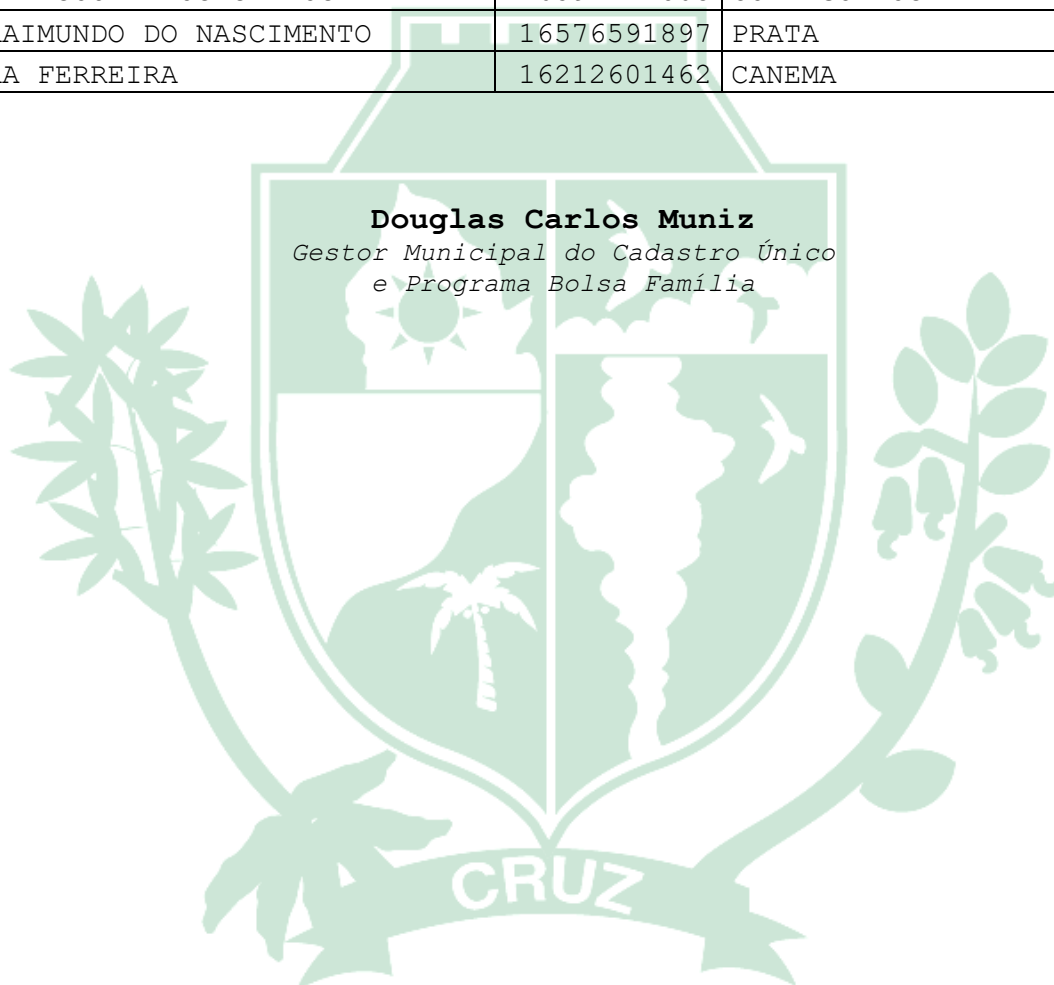 AIMUNDO DO NASCIMENTO 16576591897 PRATA
A FERREIRA 16212601462 CANEMA
Douglas Carlos Muniz
Gestor Municipal do Cadastro Único
e Programa Bolsa Família
CRUZ